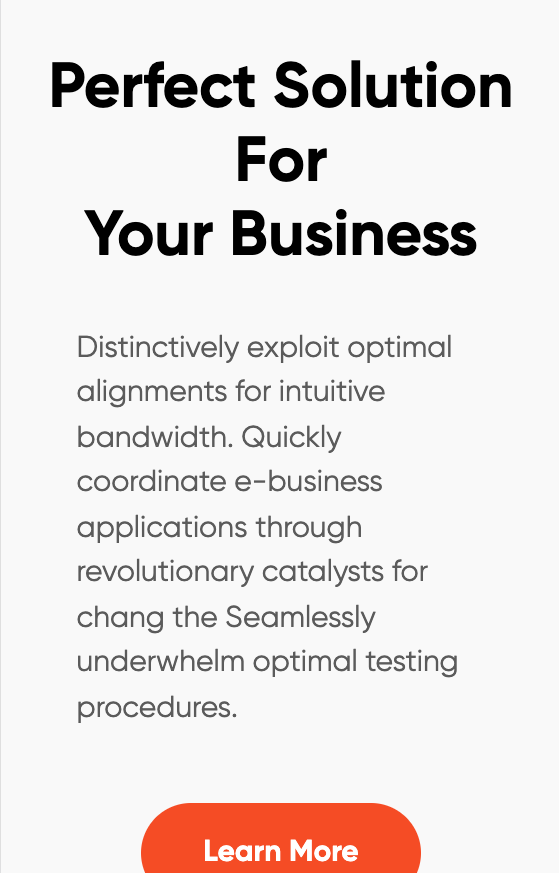 Perfect Solution
For
Your Business
Distinctively exploit optimal
alignments for intuitive
bandwidth. Quickly
coordinate e-business
applications through
revolutionary catalysts for
chang the Seamlessly
underwhelm optimal testing
procedures.
Learn More